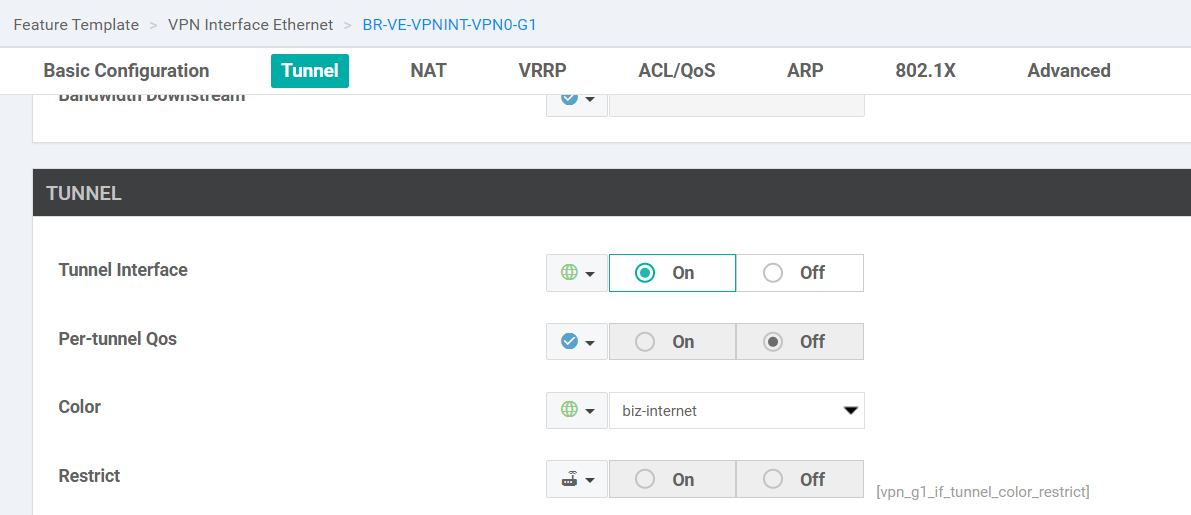 Feature Template > VPN Interface Ethernet > BR-VE-VPNINT-VPN0-G1
Basic Configuration Tunnel NAT VRRP ACL/QoS ARP 802.1X Advanced
Bandwidth Downstream
TUNNEL
Tunnel Interface On Off
Per-tunnel Qos On Off
Color biz-internet
Restrict On Off [vpn_g1_if_tunnel_color_restrict]